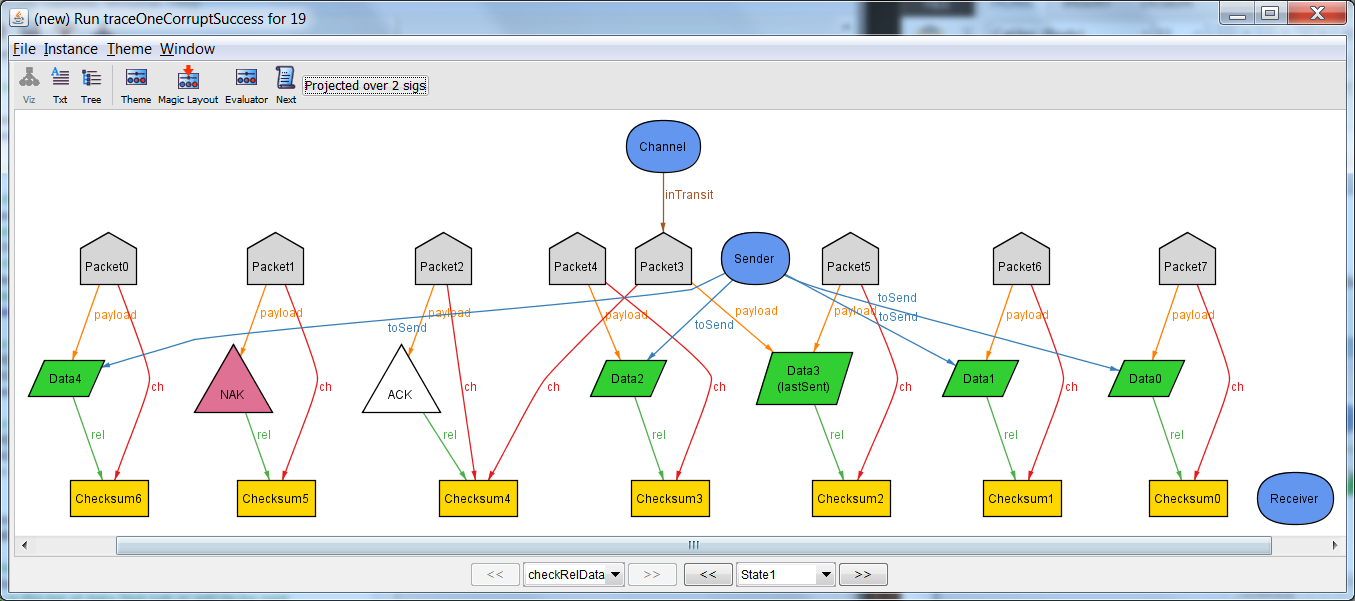 (new) Run traceOneCorruptSuccess for 19
File Instance Theme Window
Viz Txt Tree Theme Magic Layout Evaluator Next Projected over 2 sigs
Channel
inTransit
Packet0 Packet1 Packet2 Packet4 Packet3 Sender Packet5 Packet6 Packet7
toSend
payload payload payload payload payload payload toSend payload payload
toSend toSend
Data4 NAK ACK Data2 Data3 Data1 Data0
(lastSent)
ch ch ch ch ch ch ch ch
rel rel rel rel rel rel rel
Checksum6 Checksum5 Checksum4 Checksum3 Checksum2 Checksum1 Checksum0 Receiver
<< checkRelData >> << State1 >>